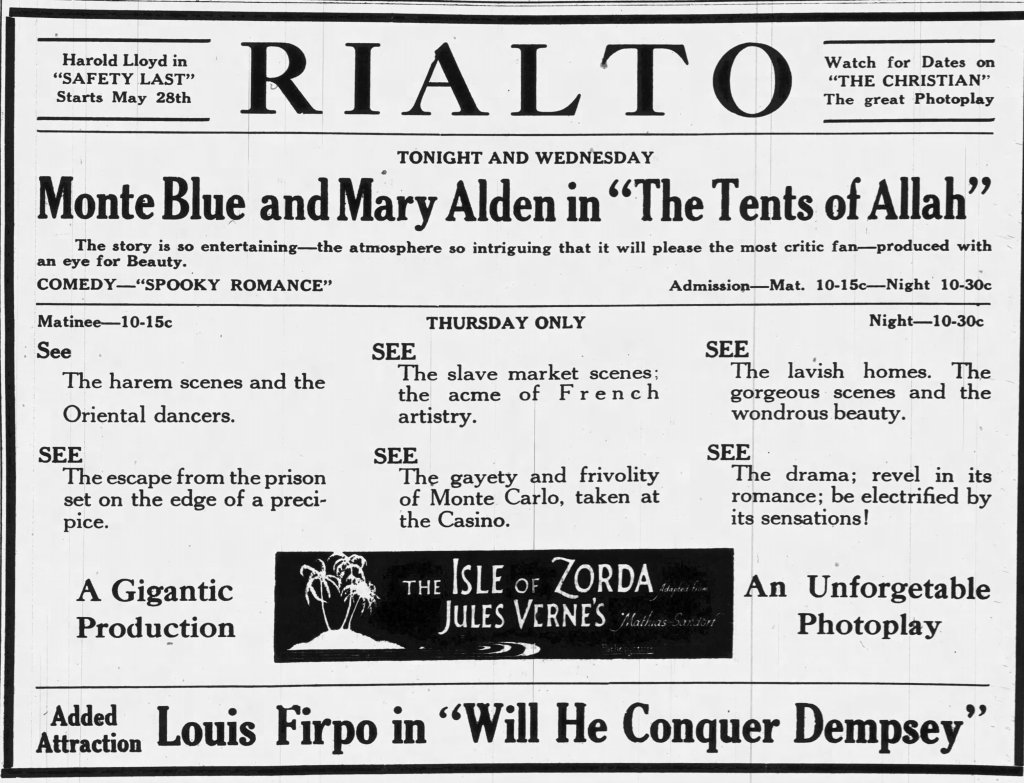 Harold Lloyd in
"SAFETY LAST"
Starts May 28th
RIALTO
Watch for Dates on
"THE CHRISTIAN"
The great Photoplay
TONIGHT AND WEDNESDAY
Monte Blue and Mary Alden in "The Tents of Allah"
The story is so entertaining—the atmosphere so intriguing that it will please the most critic fan—produced with
an eye for Beauty.
COMEDY—"SPOOKY ROMANCE"
Admission—Mat. 10-15c—Night 10-30c
Matinee—10-15c
THURSDAY ONLY
Night—10-30c
See
The harem scenes and the
Oriental dancers.
SEE
The slave market scenes;
the acme of French
artistry.
SEE
The lavish homes. The
gorgeous scenes and the
wondrous beauty.
SEE
The escape from the prison
set on the edge of a preci-
pice.
SEE
The gayety and frivolity
of Monte Carlo, taken at
the Casino.
SEE
The drama; revel in its
romance; be electrified by
its sensations!
A Gigantic
Production
THE ISLE OF ZORDA Adapted from
JULES VERNE'S Mathias Sandorf
An Unforgetable
Photoplay
Added
Attraction
Louis Firpo in "Will He Conquer Dempsey"